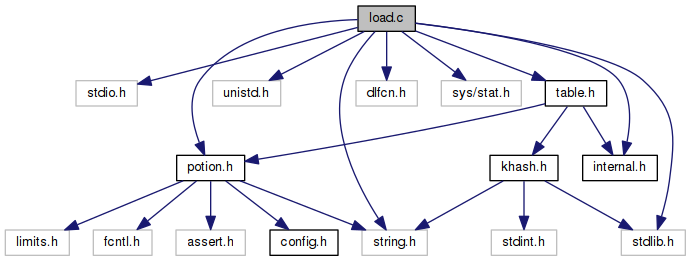 load.c
stdio.h
unistd.h
dlfcn.h
sys/stat.h
table.h
potion.h
khash.h
internal.h
limits.h
fcntl.h
assert.h
config.h
string.h
stdint.h
stdlib.h